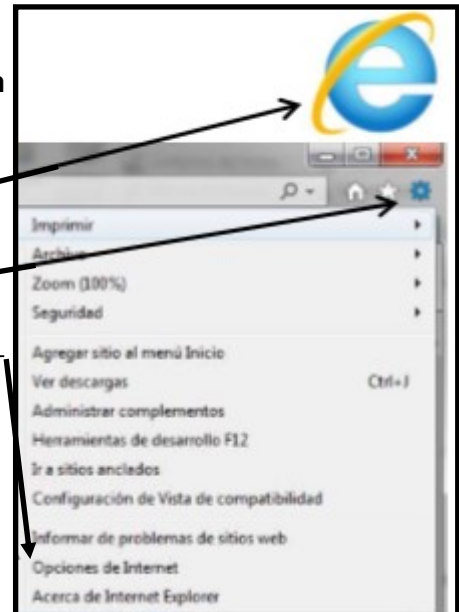 Imprimir
Archivo
Zoom (100%)
Seguridad
Agregar sitio al menú Inicio
Ver descargas Ctrl+J
Administrar complementos
Herramientas de desarrollo F12
Ir a sitios anclados
Configuración de Vista de compatibilidad
Informar de problemas de sitios web
Opciones de Internet
Acerca de Internet Explorer